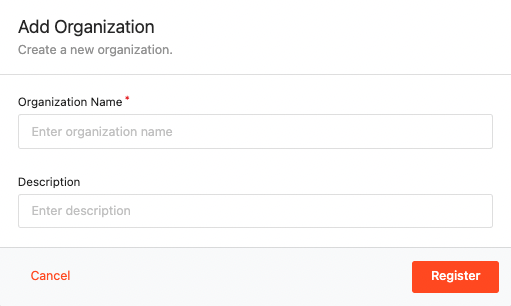 Add Organization
Create a new organization.
Organization Name *
Enter organization name
Description
Enter description
Cancel
Register